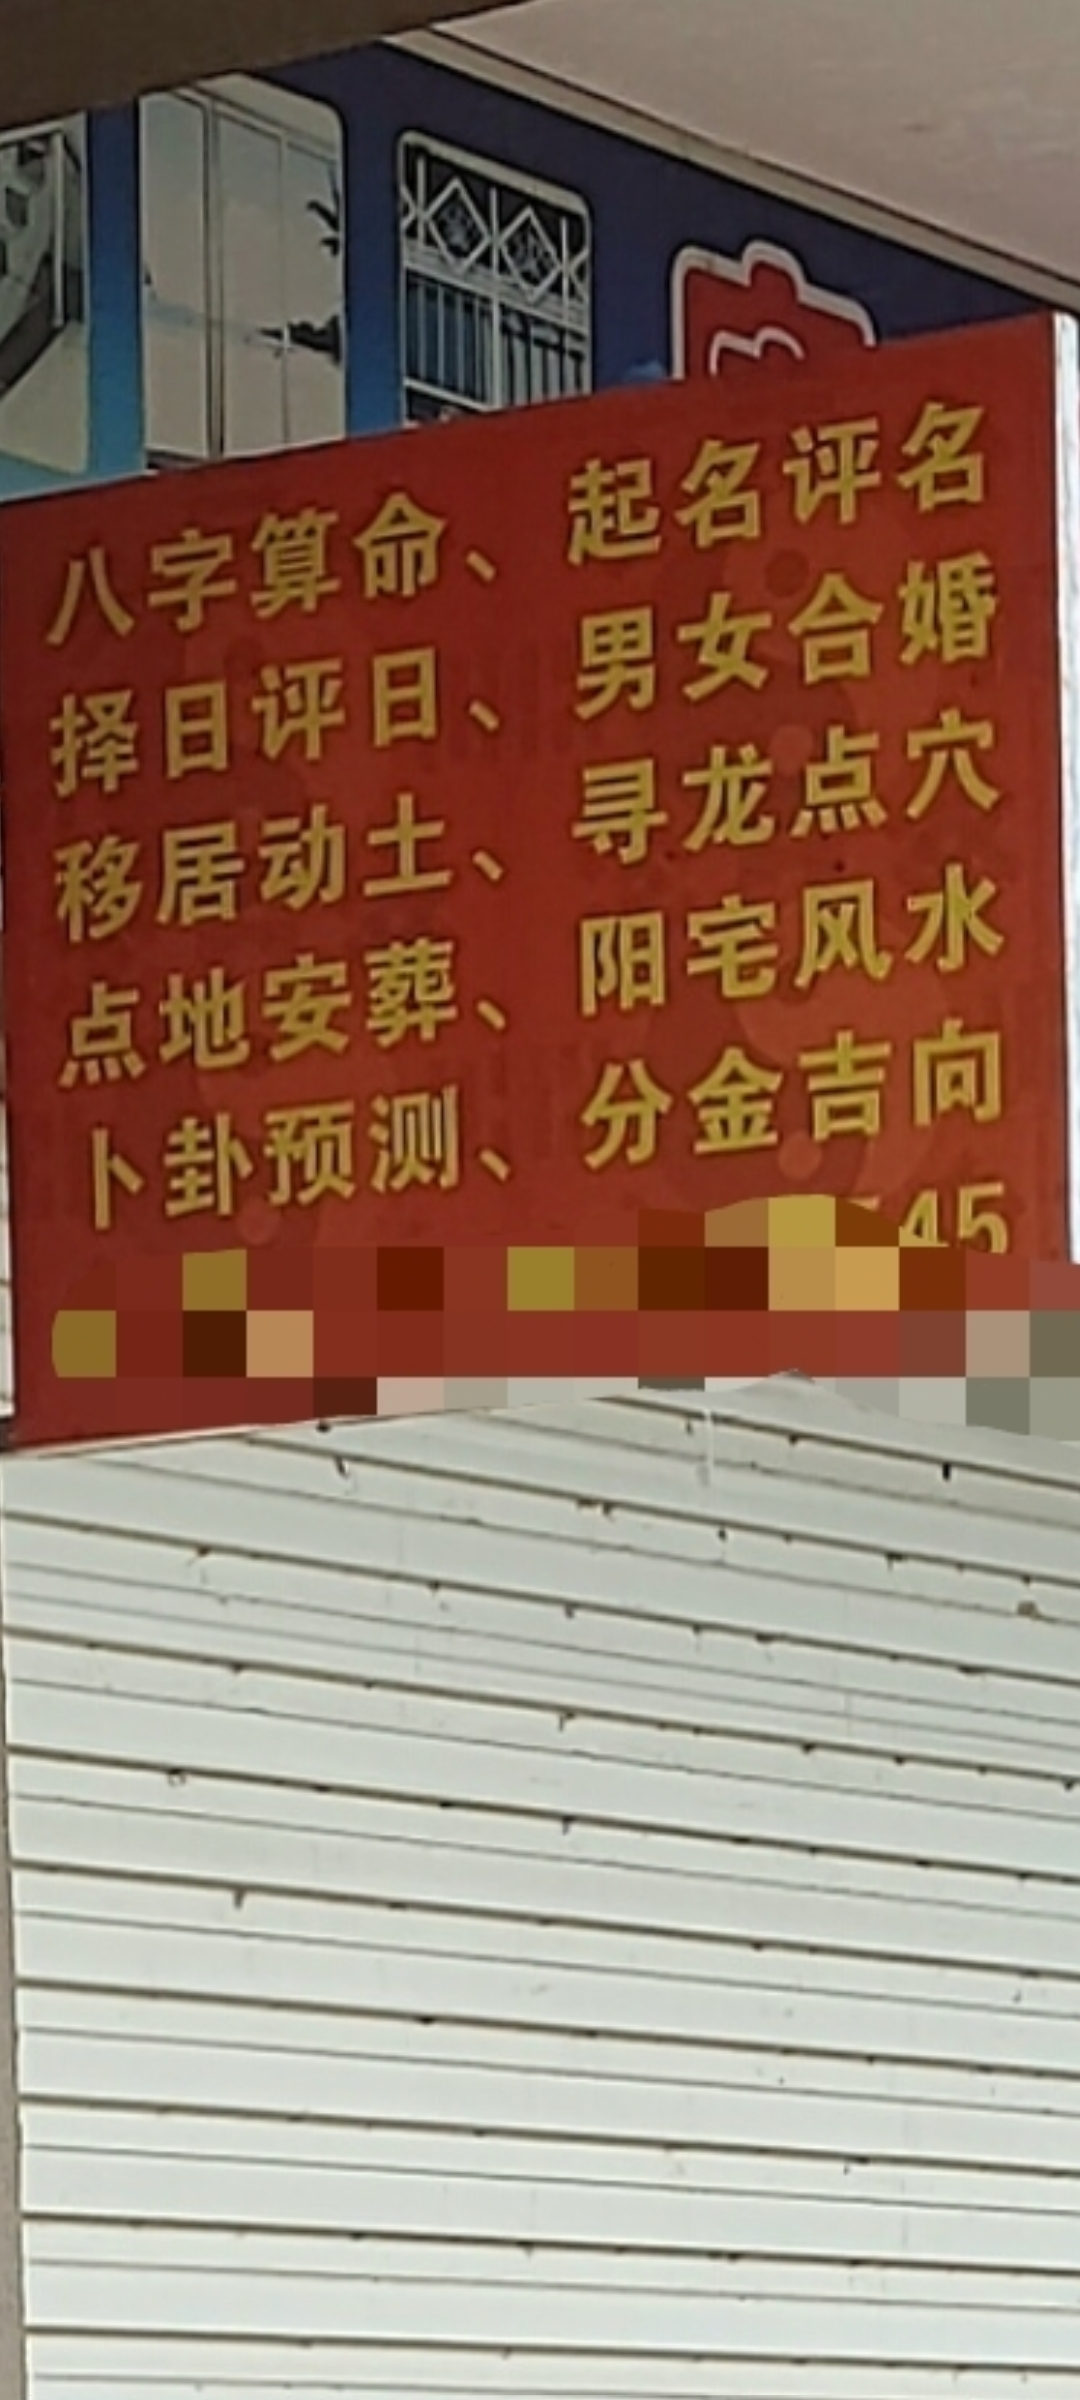 八字算命、起名评名
择日评日、男女合婚
移居动土、寻龙点穴
点地安葬、阳宅风水
卜卦预测、分金吉向
45